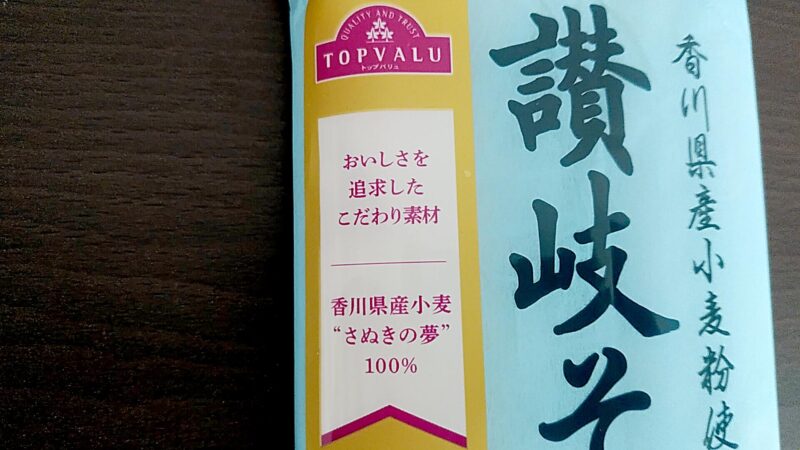 QUALITY AND TRUST
TOPVALU
トップバリュ
おいしさを
追求した
こだわり素材
香川県産小麦
“さぬきの夢”
100%
讃岐そ
香川県産小麦粉使